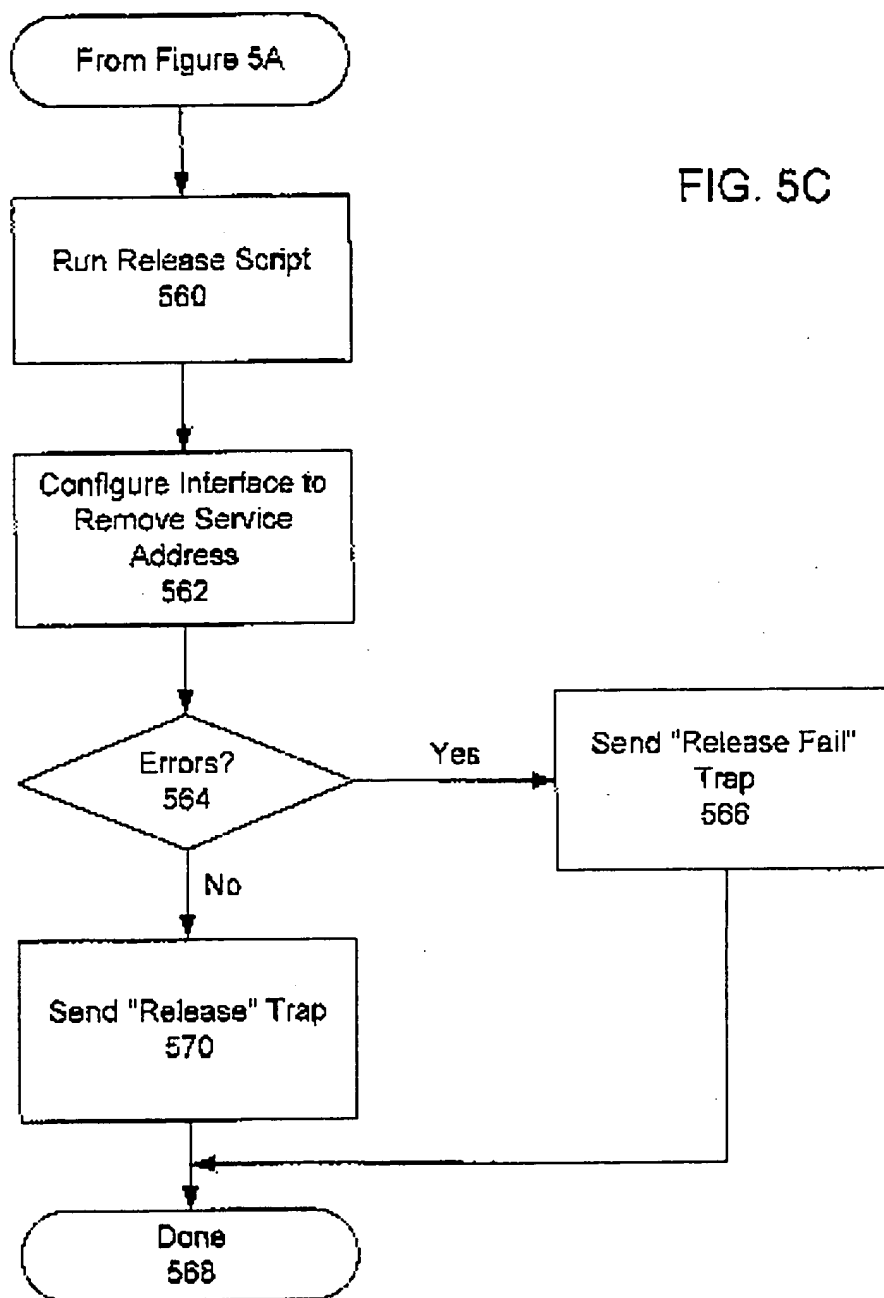 From Figure 5A
FIG. 5C
Run Release Script
560
Configure Interface to
Remove Service
Address
562
Errors?
564
Yes
Send "Release Fail"
Trap
566
No
Send "Release" Trap
570
Done
568